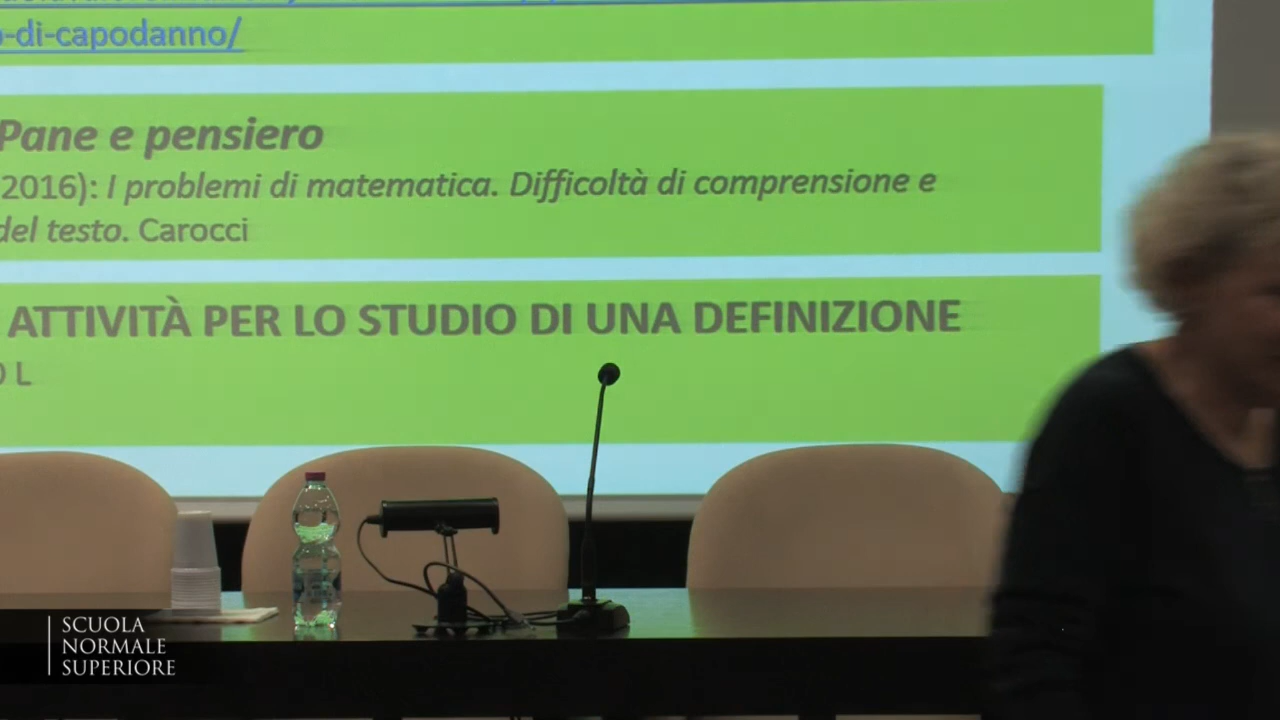 -di-capodanno/
Pane e pensiero
2016): I problemi di matematica. Difficoltà di comprensione e
del testo. Carocci
ATTIVITÀ PER LO STUDIO DI UNA DEFINIZIONE
L
SCUOLA
NORMALE
SUPERIORE